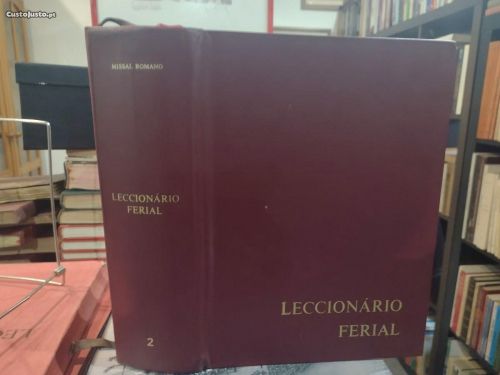 CustoJusto.pt
MISSAL ROMANO
LECCIONÁRIO
FERIAL
2
LECCIONÁRIO
FERIAL